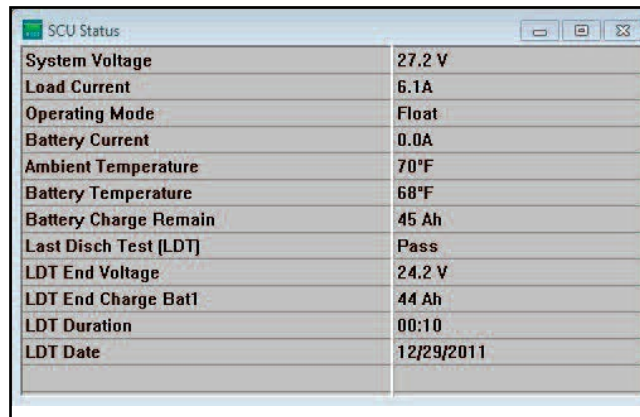 SCU Status
System Voltage 27.2 V
Load Current 6.1A
Operating Mode Float
Battery Current 0.0A
Ambient Temperature 70°F
Battery Temperature 68°F
Battery Charge Remain 45 Ah
Last Disch Test (LDT) Pass
LDT End Voltage 24.2 V
LDT End Charge Bat1 44 Ah
LDT Duration 00:10
LDT Date 12/29/2011